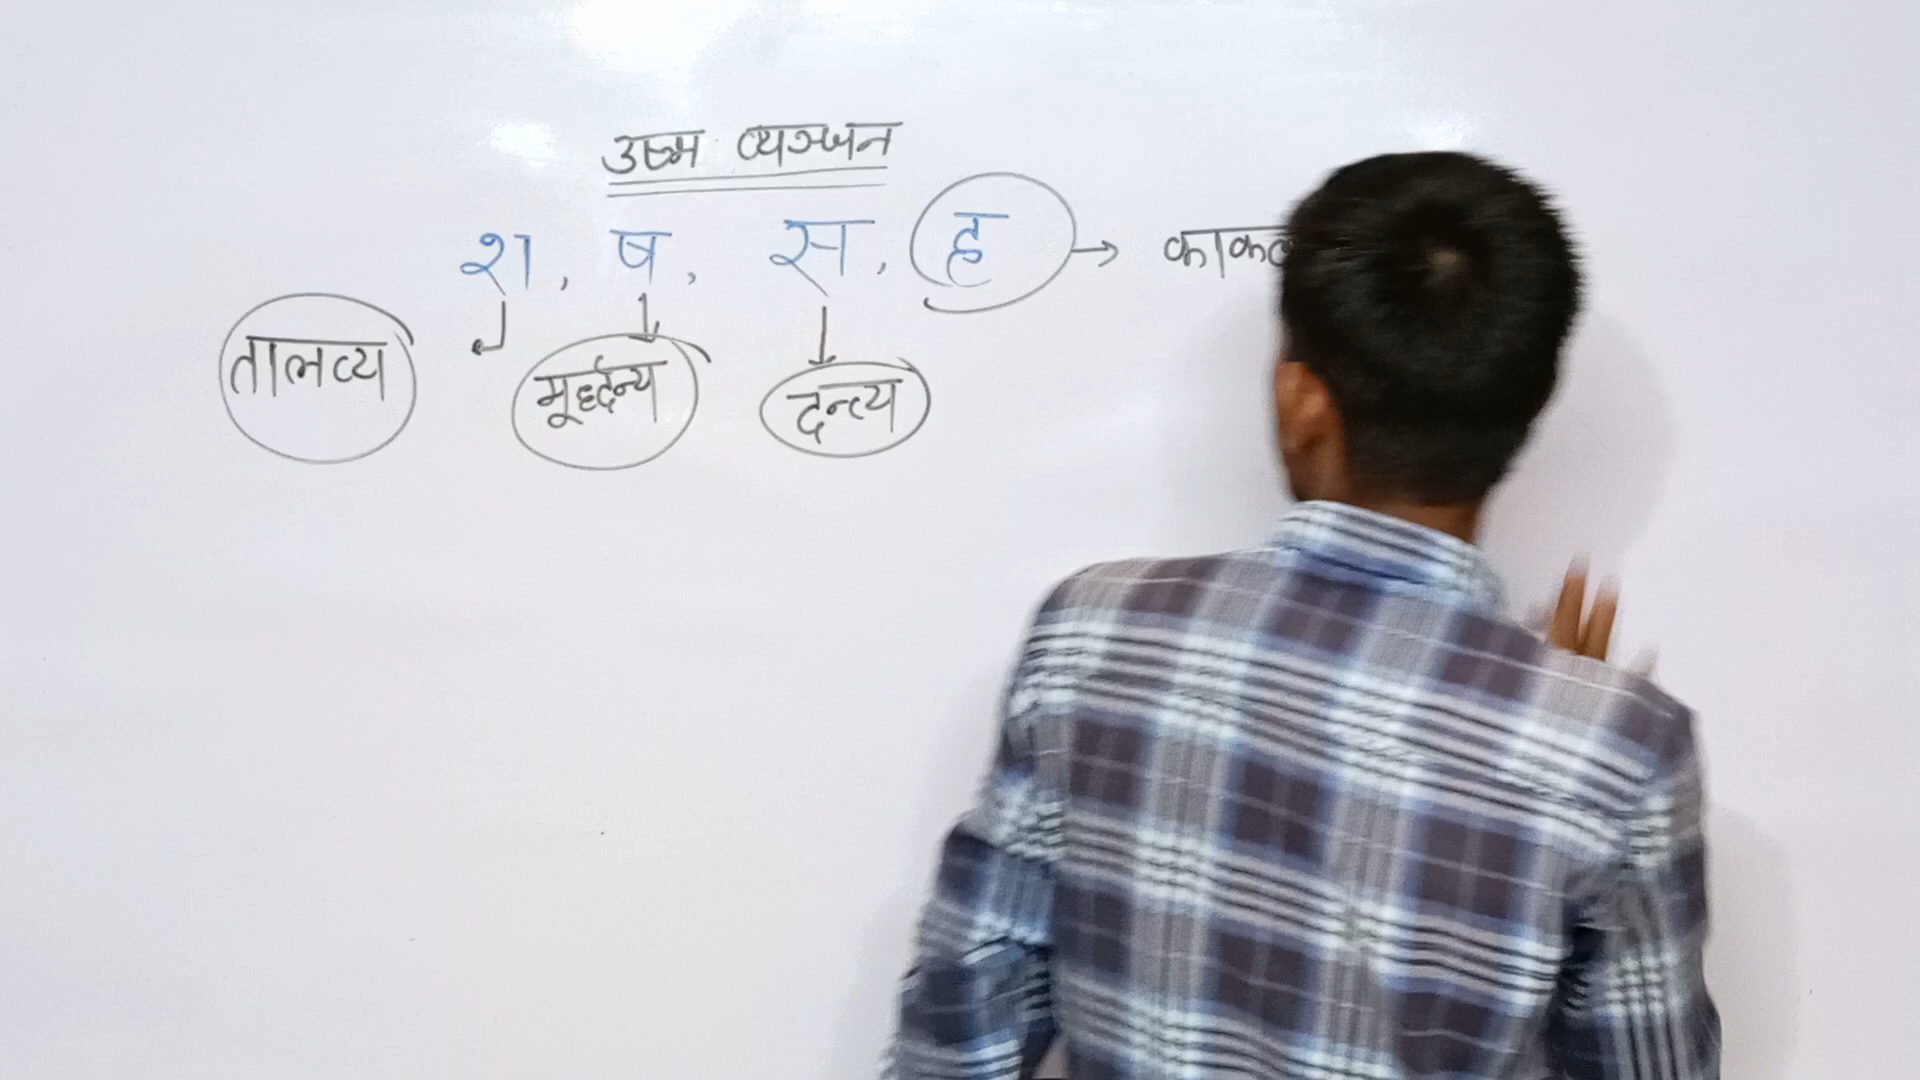 उष्म व्यञ्जन
श, ष, स, ह →
तालव्य मूर्द्धन्य दन्त्य